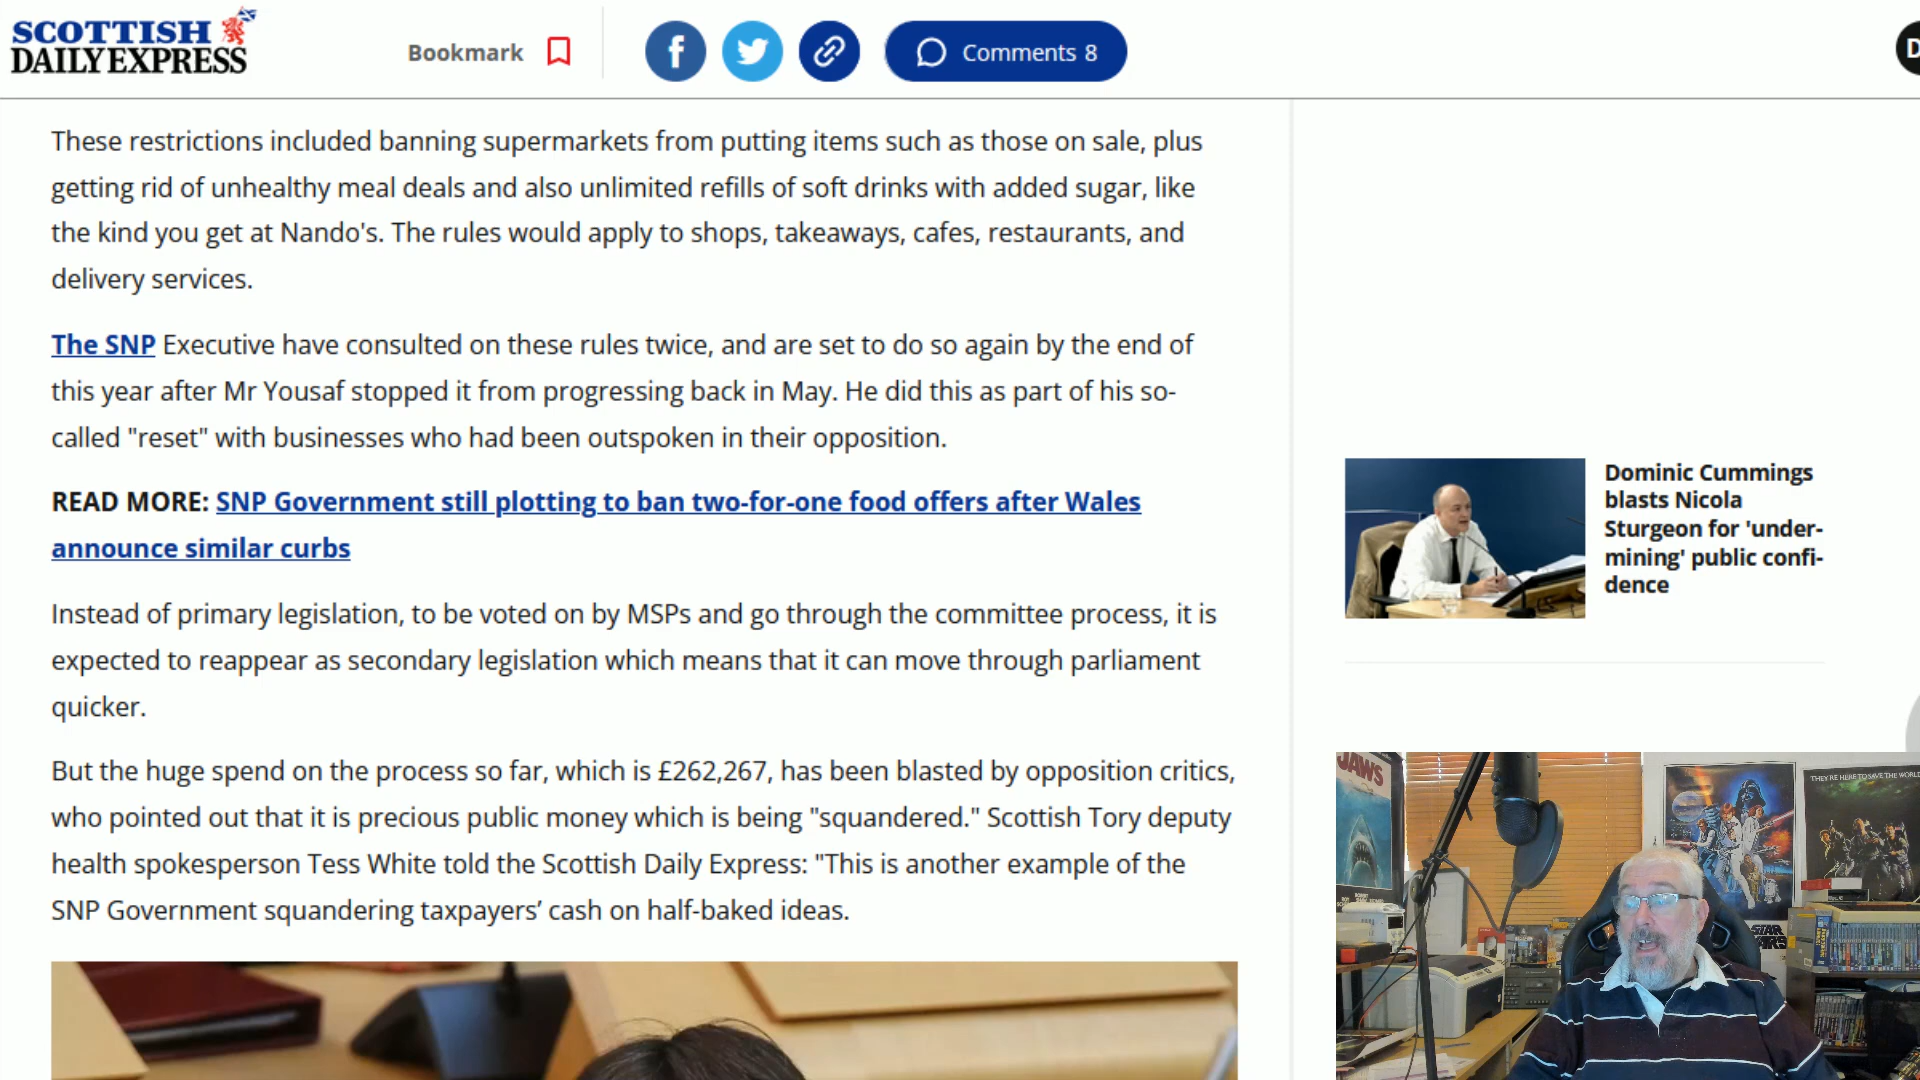 SCOTTISH
DAILY EXPRESS
Bookmark
Comments 8
D
These restrictions included banning supermarkets from putting items such as those on sale, plus
getting rid of unhealthy meal deals and also unlimited refills of soft drinks with added sugar, like
the kind you get at Nando's. The rules would apply to shops, takeaways, cafes, restaurants, and
delivery services.
The SNP Executive have consulted on these rules twice, and are set to do so again by the end of
this year after Mr Yousaf stopped it from progressing back in May. He did this as part of his so-
called "reset" with businesses who had been outspoken in their opposition.
READ MORE: SNP Government still plotting to ban two-for-one food offers after Wales
announce similar curbs
Instead of primary legislation, to be voted on by MSPs and go through the committee process, it is
expected to reappear as secondary legislation which means that it can move through parliament
quicker.
But the huge spend on the process so far, which is £262,267, has been blasted by opposition critics,
who pointed out that it is precious public money which is being "squandered." Scottish Tory deputy
health spokesperson Tess White told the Scottish Daily Express: "This is another example of the
SNP Government squandering taxpayers’ cash on half-baked ideas.
Dominic Cummings
blasts Nicola
Sturgeon for 'under-
mining' public confi-
dence
JAWS
THEY'RE HERE TO SAVE THE WORLD
STAR
WARS